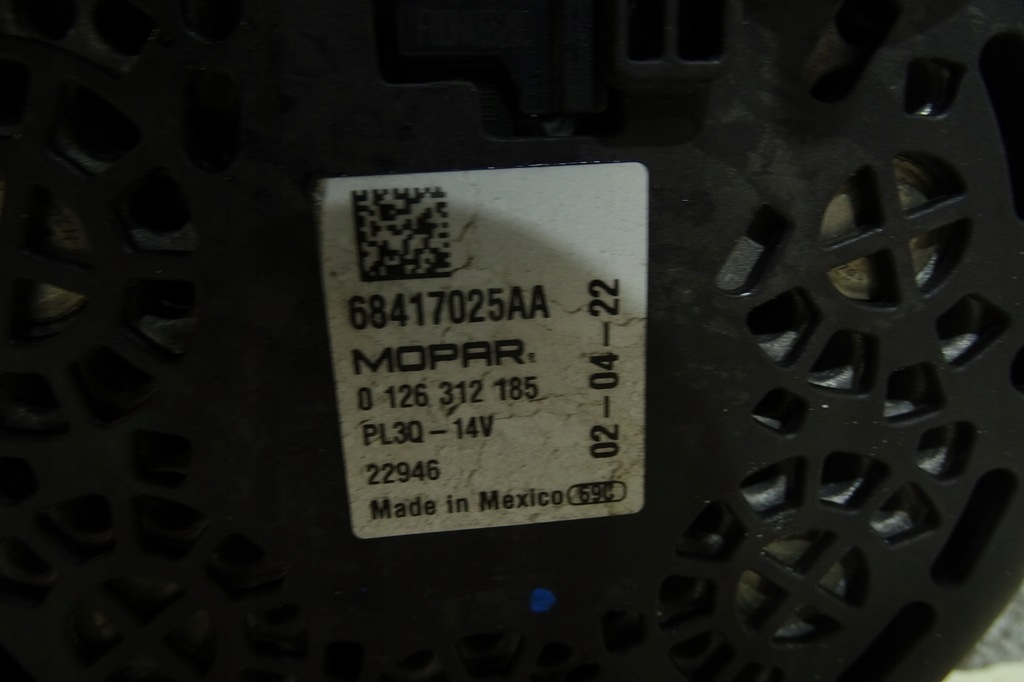 68417025AA
MOPAR
0 126 312 185
PL3Q-14V
22946
Made in Mexico 69C
02-04-22